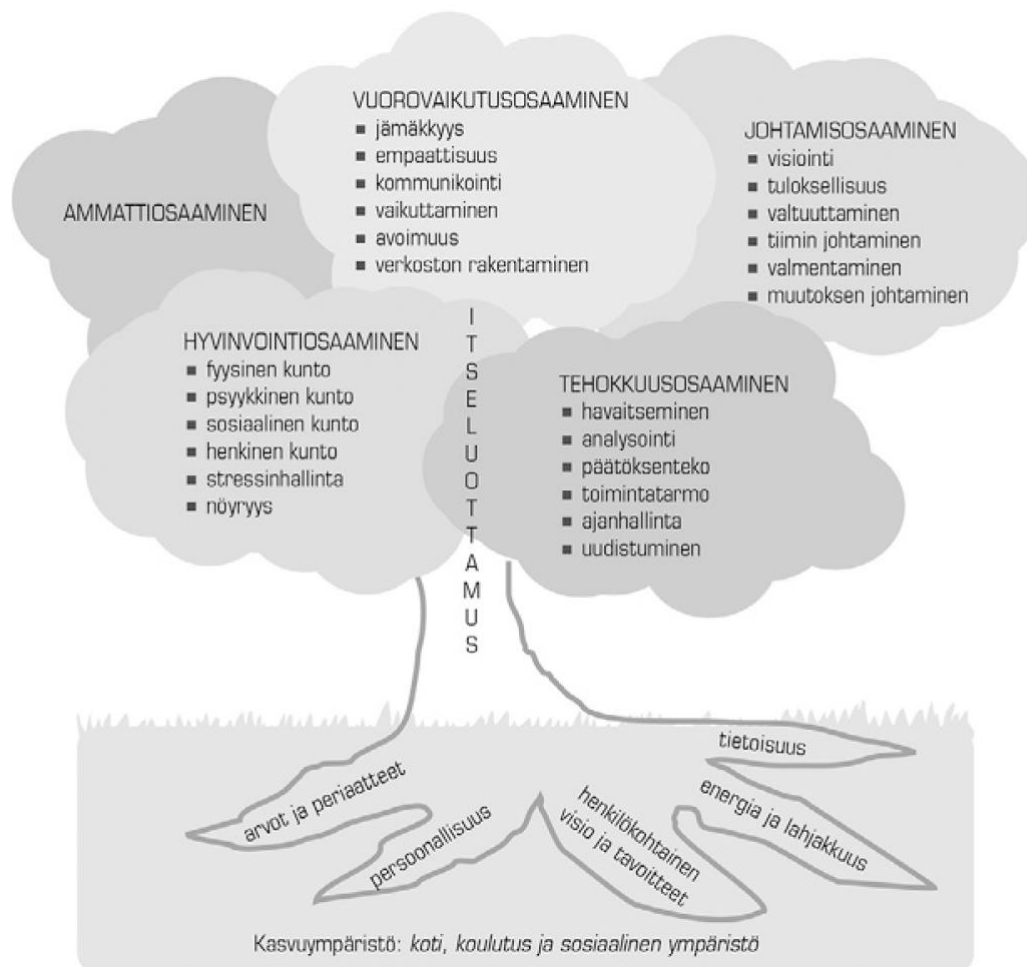 VUOROVAIKUTUSOSAAMINEN
▪ jämäkkyys
▪ empaattisuus
▪ kommunikointi
▪ vaikuttaminen
▪ avoimuus
▪ verkoston rakentaminen
JOHTAMISOSAAMINEN
▪ visiointi
▪ tuloksellisuus
▪ valtuuttaminen
▪ tiimin johtaminen
▪ valmentaminen
▪ muutoksen johtaminen
AMMATTIOSAAMINEN
HYVINVOINTIOSAAMINEN
▪ fyysinen kunto
▪ psyykkinen kunto
▪ sosiaalinen kunto
▪ henkinen kunto
▪ stressinhallinta
▪ nöyryys
ITSELUOTTAMUS
TEHOKKUUSOSAAMINEN
▪ havaitseminen
▪ analysointi
▪ päätöksenteko
▪ toimintatarmo
▪ ajanhallinta
▪ uudistuminen
arvot ja periaatteet
persoonallisuus
henkilökohtainen
visio ja tavoitteet
energia ja lahjakkuus
tietoisuus
Kasvuympäristö: koti, koulutus ja sosiaalinen ympäristö